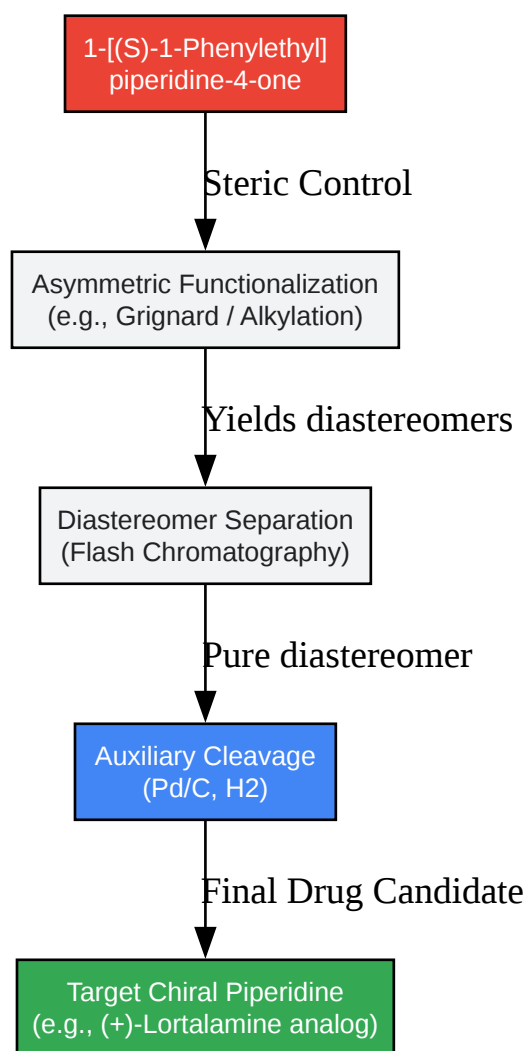 1-[(S)-1-Phenylethyl]
piperidine-4-one
Steric Control
Asymmetric Functionalization
(e.g., Grignard / Alkylation)
Yields diastereomers
Diastereomer Separation
(Flash Chromatography)
Pure diastereomer
Auxiliary Cleavage
(Pd/C, H2)
Final Drug Candidate
Target Chiral Piperidine
(e.g., (+)-Lortalamine analog)